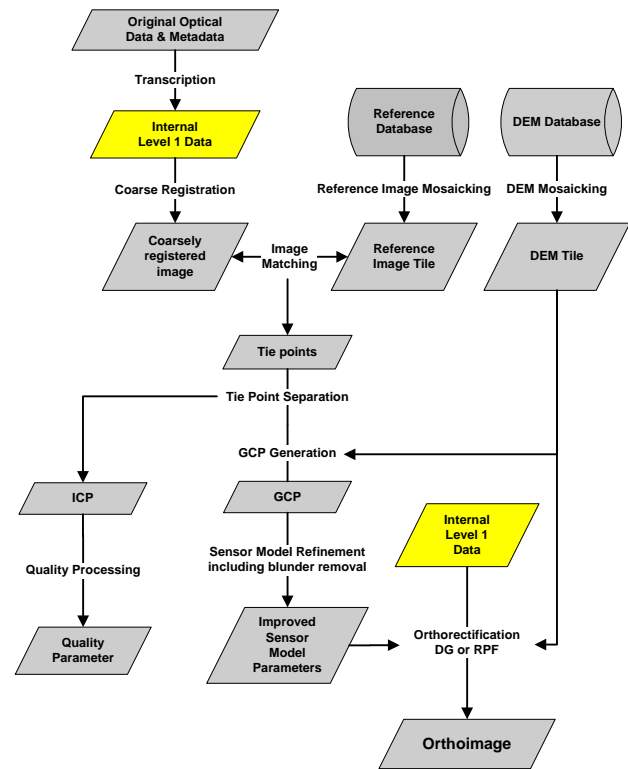 Original Optical
Data & Metadata
Transcription
Internal
Level 1 Data
Reference
Database
DEM Database
Coarse Registration
Reference Image Mosaicking
DEM Mosaicking
Coarsely
registered
image
Image
Matching
Reference
Image Tile
DEM Tile
Tie points
Tie Point Separation
GCP Generation
ICP
GCP
Internal
Level 1
Data
Quality Processing
Sensor Model Refinement
including blunder removal
Quality
Parameter
Improved
Sensor
Model
Parameters
Orthorectification
DG or RPF
Orthoimage